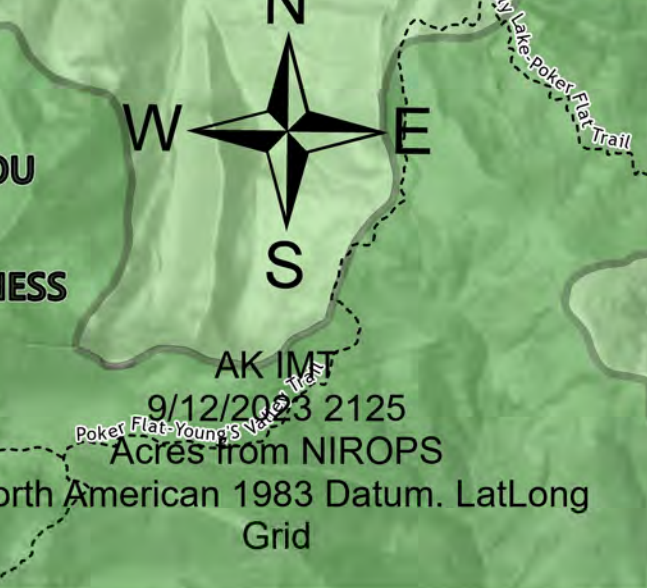 N
y Lake-Poker Flat Trail
W
E
OU
S
NESS
AK IMT
9/12/2023 2125
Poker Flat-Young'S Valley Trail
Acres from NIROPS
orth American 1983 Datum. LatLong
Grid